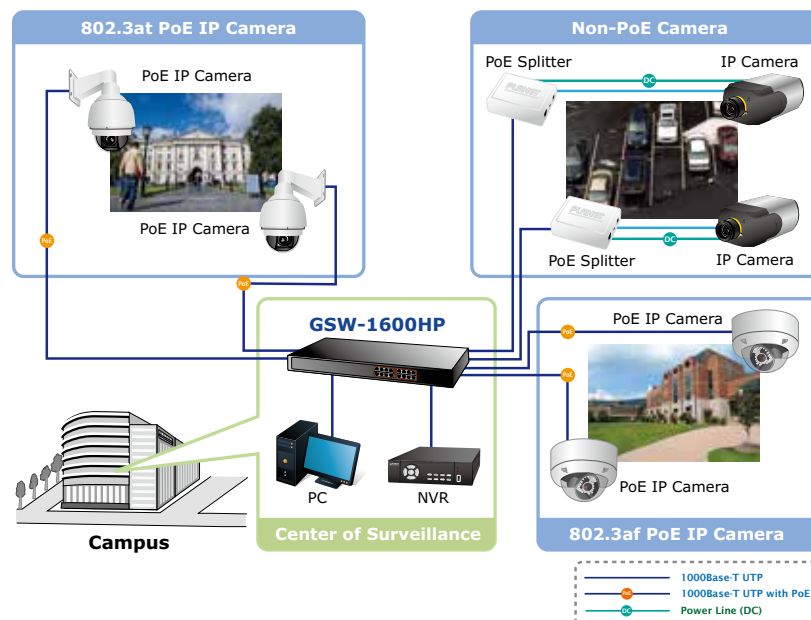 802.3at PoE IP Camera
PoE IP Camera
PoE IP Camera
PoE
PoE
Non-PoE Camera
PoE Splitter
IP Camera
DC
PLANET
PLANET
DC
PoE Splitter
IP Camera
GSW-1600HP
PC
NVR
Center of Surveillance
Campus
PoE IP Camera
PoE
PoE
PoE IP Camera
802.3af PoE IP Camera
1000Base-T UTP
PoE
1000Base-T UTP with PoE
DC
Power Line (DC)